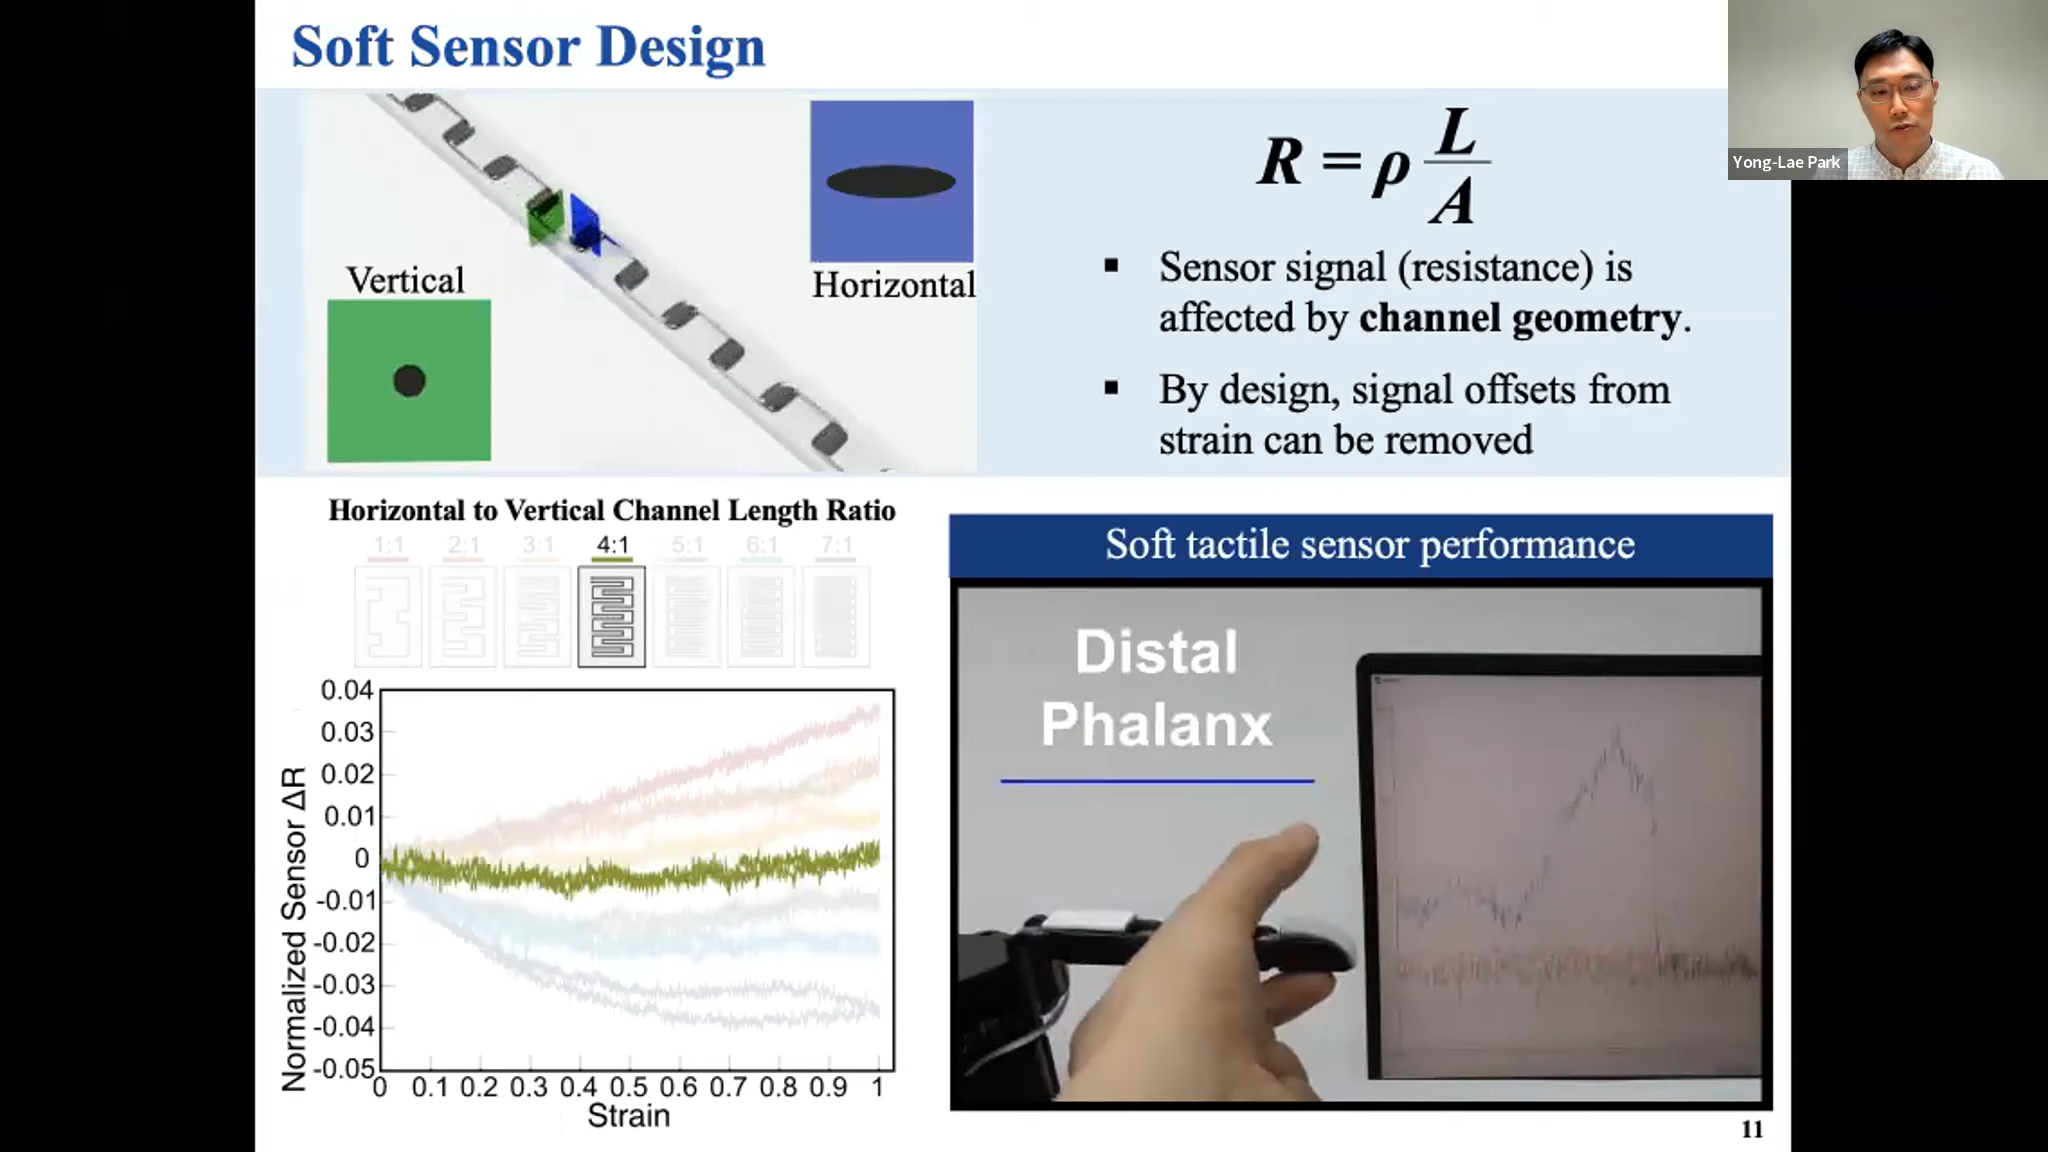 Soft Sensor Design
Vertical
Horizontal
R = ρ L/A
▪ Sensor signal (resistance) is
affected by channel geometry.
▪ By design, signal offsets from
strain can be removed
Yong-Lae Park
Horizontal to Vertical Channel Length Ratio
1:1 2:1 3:1 4:1 5:1 6:1 7:1
Normalized Sensor ΔR
0.04
0.03
0.02
0.01
0
-0.01
-0.02
-0.03
-0.04
-0.05
0 0.1 0.2 0.3 0.4 0.5 0.6 0.7 0.8 0.9 1
Strain
Soft tactile sensor performance
Distal
Phalanx
11